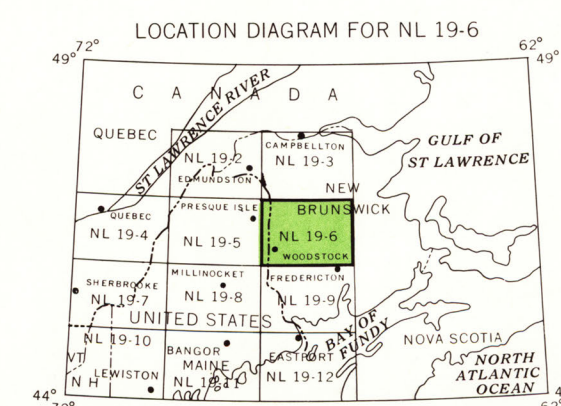 LOCATION DIAGRAM FOR NL 19-6
72°
62°
49°
49°
C A N A D A
ST LAWRENCE RIVER
QUEBEC
NL 19-2
EDMUNDSTON
CAMPBELLTON
NL 19-3
GULF OF
ST LAWRENCE
NEW
BRUNSWICK
QUEBEC
NL 19-4
PRESQUE ISLE
NL 19-5
NL 19-6
WOODSTOCK
SHERBROOKE
NL 19-7
MILLINOCKET
NL 19-8
FREDERICTON
NL 19-9
UNITED STATES
BAY OF
FUNDY
NOVA SCOTIA
NL 19-10
VT
N H
LEWISTON
BANGOR
MAINE
NL 19-11
EASTPORT
NL 19-12
NORTH
ATLANTIC
OCEAN
44°